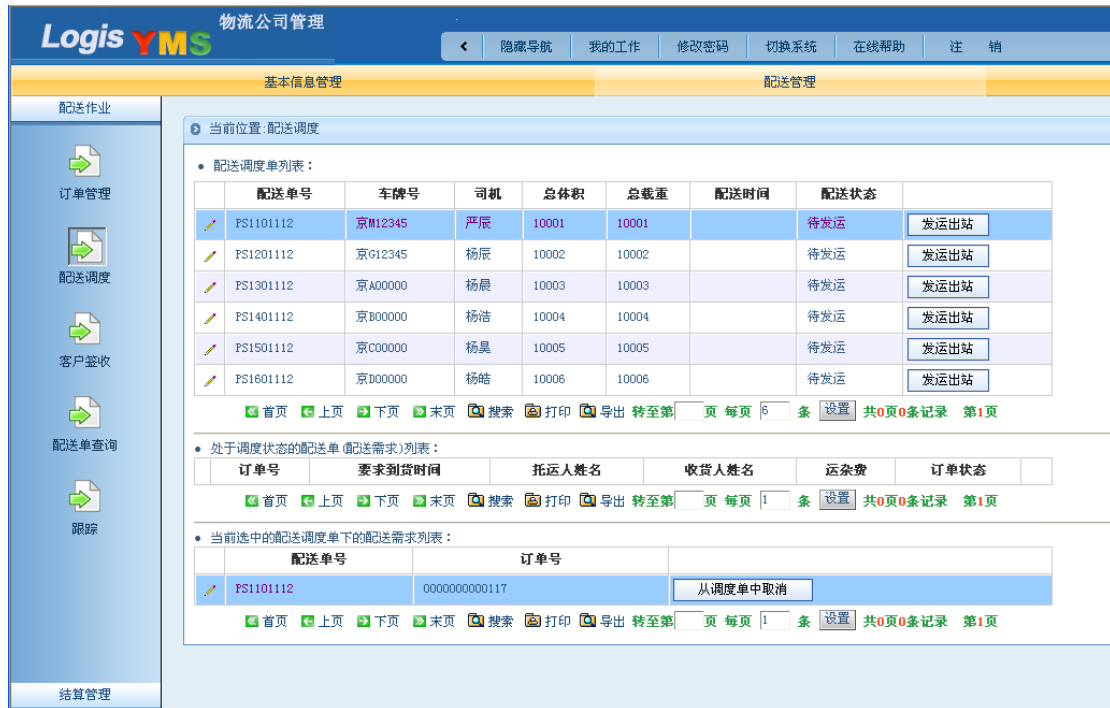 Logis YMS 物流公司管理
隐藏导航 我的工作 修改密码 切换系统 在线帮助 注 销
基本信息管理 配送管理
配送作业
订单管理
配送调度
客户签收
配送单查询
跟踪
结算管理
当前位置:配送调度
配送调度单列表：
配送单号 车牌号 司机 总体积 总载重 配送时间 配送状态
PS1101112 京M12345 严辰 10001 10001 待发运 发运出站
PS1201112 京G12345 杨辰 10002 10002 待发运 发运出站
PS1301112 京A00000 杨晨 10003 10003 待发运 发运出站
PS1401112 京B00000 杨浩 10004 10004 待发运 发运出站
PS1501112 京C00000 杨昊 10005 10005 待发运 发运出站
PS1601112 京D00000 杨皓 10006 10006 待发运 发运出站
首页 上页 下页 末页 搜索 打印 导出 转至第 页 每页 6 条 设置 共0页0条记录 第1页
处于调度状态的配送单(配送需求)列表：
订单号 要求到货时间 托运人姓名 收货人姓名 运杂费 订单状态
首页 上页 下页 末页 搜索 打印 导出 转至第 页 每页 1 条 设置 共0页0条记录 第1页
当前选中的配送调度单下的配送需求列表：
配送单号 订单号
PS1101112 0000000000117 从调度单中取消
首页 上页 下页 末页 搜索 打印 导出 转至第 页 每页 1 条 设置 共0页0条记录 第1页